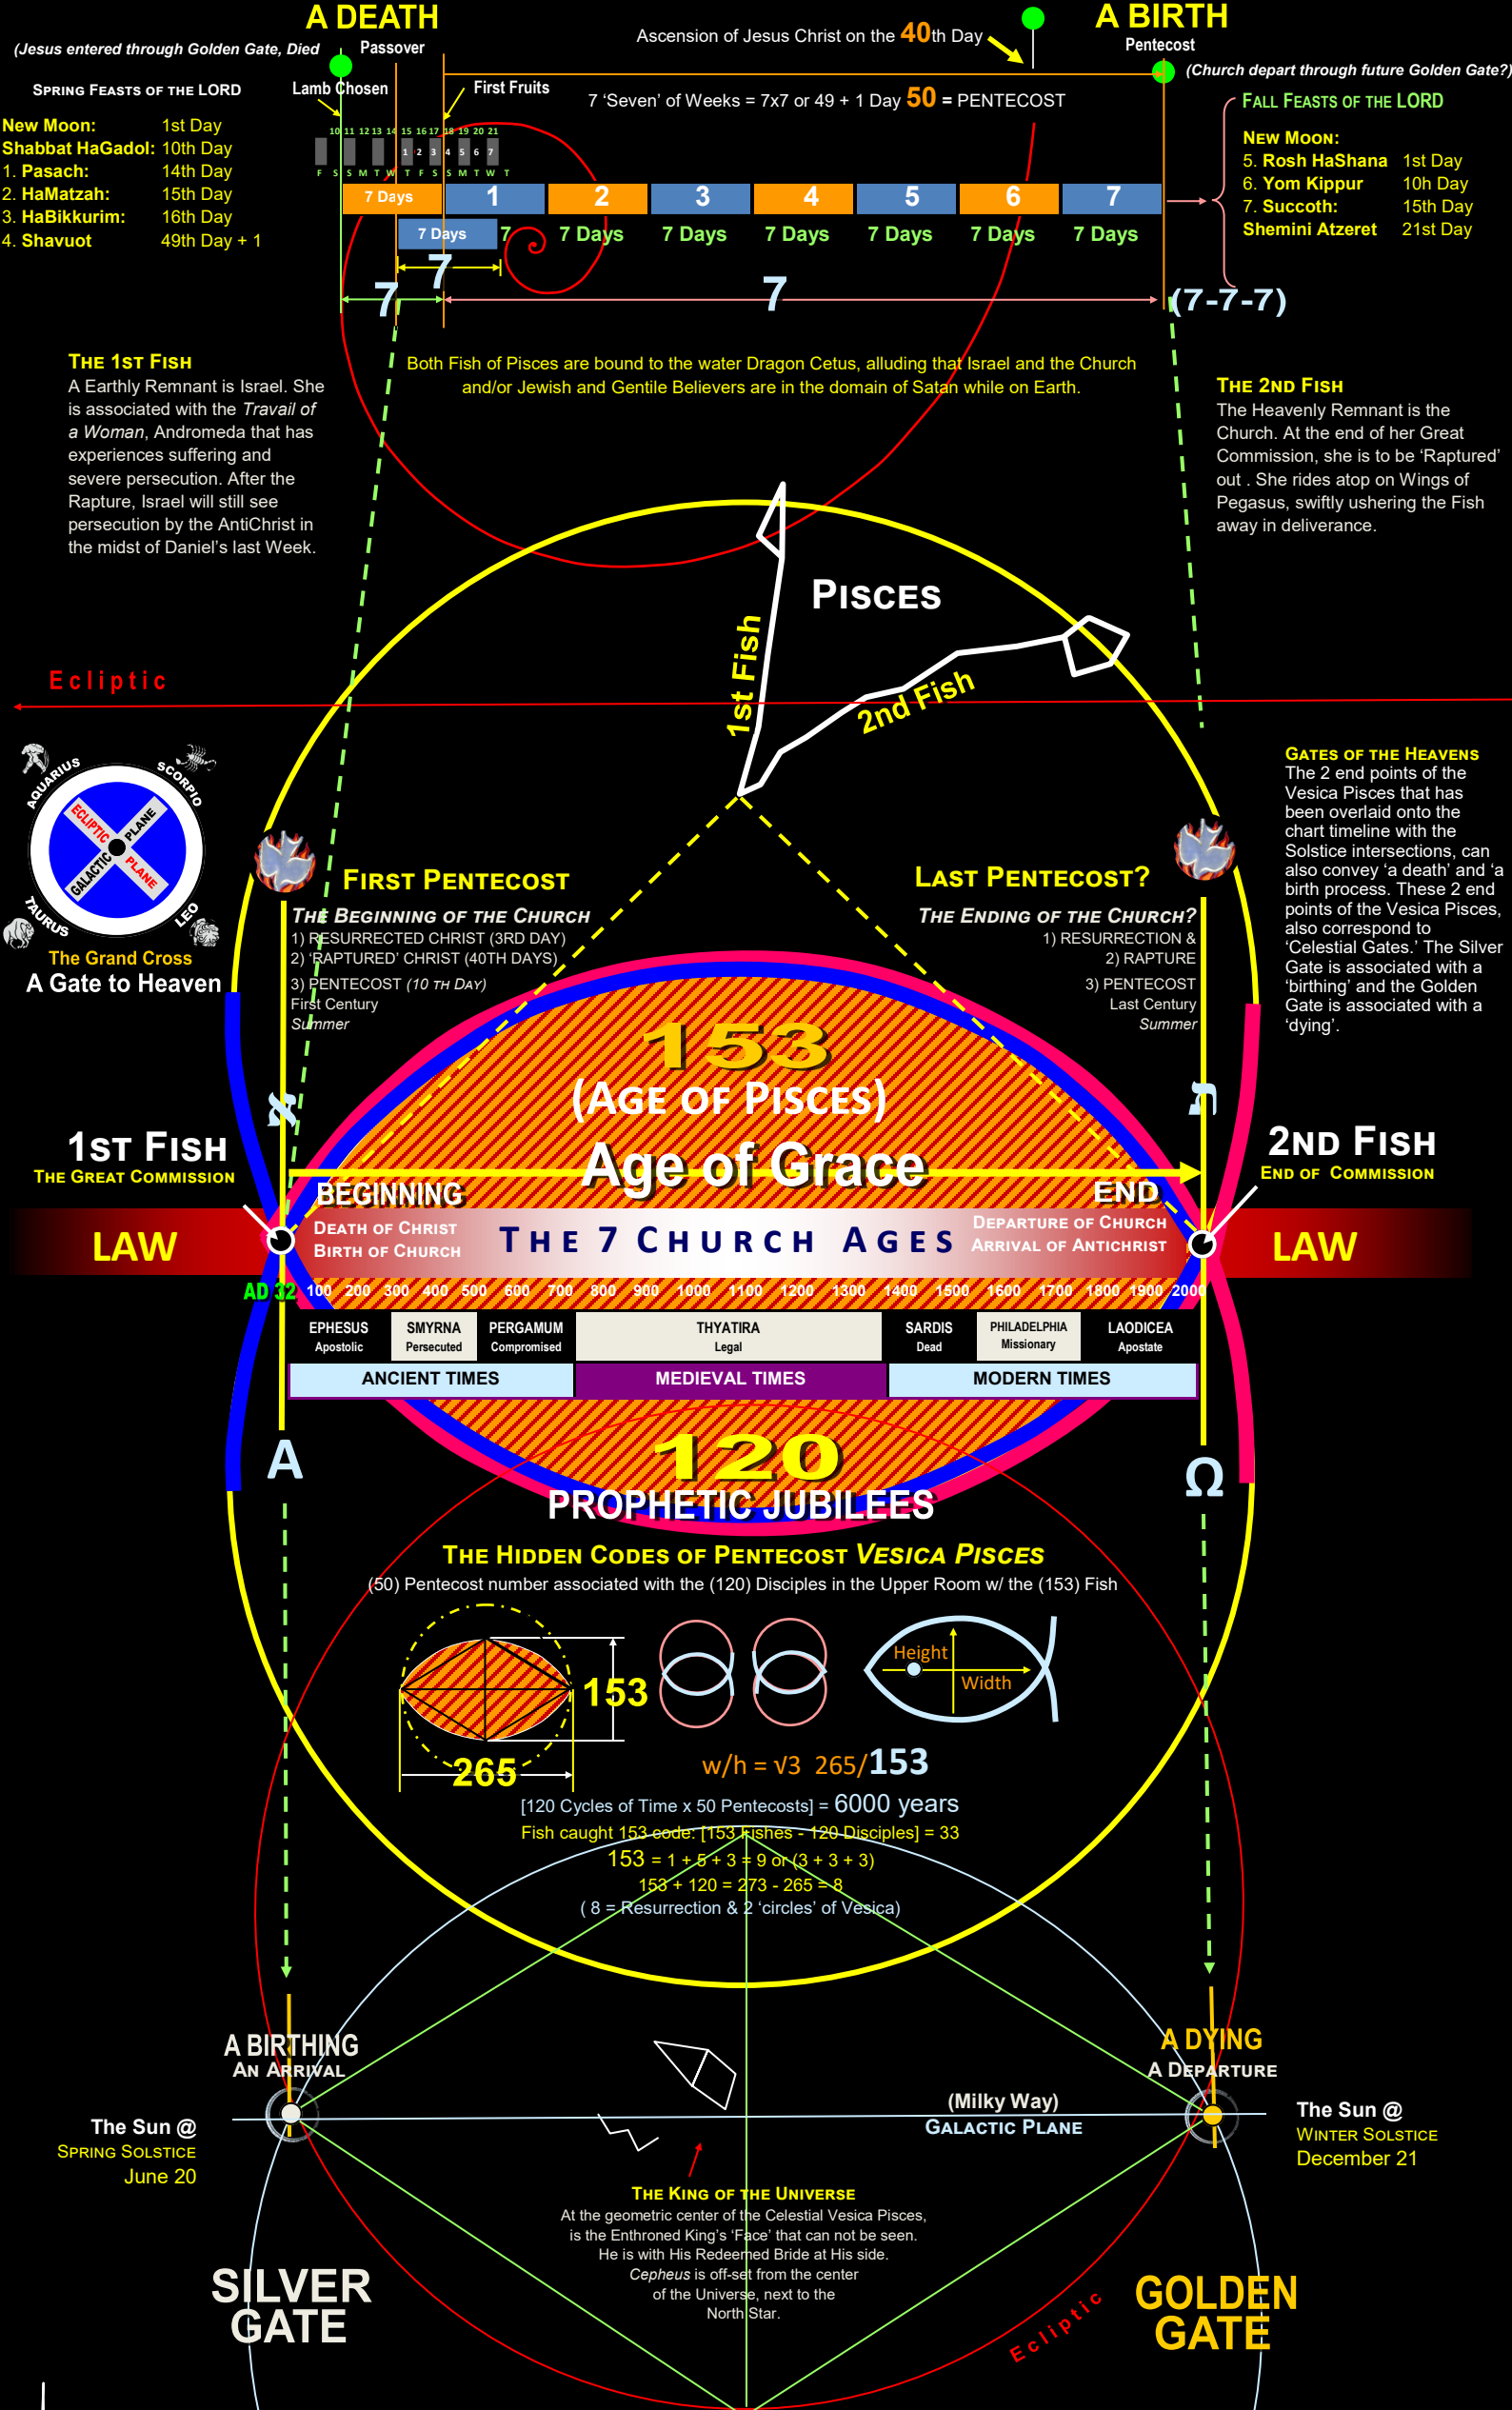 A DEATH
A BIRTH
(Jesus entered through Golden Gate, Died
Passover
Ascension of Jesus Christ on the 40th Day
Pentecost
(Church depart through future Golden Gate?)
SPRING FEASTS OF THE LORD
Lamb Chosen
First Fruits
7 ‘Seven’ of Weeks = 7x7 or 49 + 1 Day 50 = PENTECOST
FALL FEASTS OF THE LORD
New Moon: 1st Day
Shabbat HaGadol: 10th Day
1. Pasach: 14th Day
2. HaMatzah: 15th Day
3. HaBikkurim: 16th Day
4. Shavuot 49th Day + 1
NEW MOON:
5. Rosh HaShana 1st Day
6. Yom Kippur 10h Day
7. Succoth: 15th Day
Shemini Atzeret 21st Day
10 11 12 13 14 15 16 17 18 19 20 21
1 2 3 4 5 6 7
F S S M T W T F S S M T W T
7 Days 1 2 3 4 5 6 7
7 Days 7 7 Days 7 Days 7 Days 7 Days 7 Days 7 Days
7
7 7 (7-7-7)
THE 1ST FISH
A Earthly Remnant is Israel. She
is associated with the Travail of
a Woman, Andromeda that has
experiences suffering and
severe persecution. After the
Rapture, Israel will still see
persecution by the AntiChrist in
the midst of Daniel’s last Week.
Both Fish of Pisces are bound to the water Dragon Cetus, alluding that Israel and the Church
and/or Jewish and Gentile Believers are in the domain of Satan while on Earth.
THE 2ND FISH
The Heavenly Remnant is the
Church. At the end of her Great
Commission, she is to be ‘Raptured’
out . She rides atop on Wings of
Pegasus, swiftly ushering the Fish
away in deliverance.
PISCES
1st Fish
2nd Fish
Ecliptic
AQUARIUS
SCORPIO
TAURUS
LEO
ECLIPTIC PLANE
GALACTIC PLANE
The Grand Cross
A Gate to Heaven
GATES OF THE HEAVENS
The 2 end points of the
Vesica Pisces that has
been overlaid onto the
chart timeline with the
Solstice intersections, can
also convey ‘a death’ and ‘a
birth process. These 2 end
points of the Vesica Pisces,
also correspond to
‘Celestial Gates.’ The Silver
Gate is associated with a
‘birthing’ and the Golden
Gate is associated with a
‘dying’.
FIRST PENTECOST
THE BEGINNING OF THE CHURCH
1) RESURRECTED CHRIST (3RD DAY)
2) ‘RAPTURED’ CHRIST (40TH DAYS)
3) PENTECOST (10 TH DAY)
First Century
Summer
LAST PENTECOST?
THE ENDING OF THE CHURCH?
1) RESURRECTION &
2) RAPTURE
3) PENTECOST
Last Century
Summer
א
ת
153
(AGE OF PISCES)
Age of Grace
1ST FISH
THE GREAT COMMISSION
2ND FISH
END OF COMMISSION
BEGINNING
END
LAW
DEATH OF CHRIST
BIRTH OF CHURCH
THE 7 CHURCH AGES
DEPARTURE OF CHURCH
ARRIVAL OF ANTICHRIST
LAW
AD 32 100 200 300 400 500 600 700 800 900 1000 1100 1200 1300 1400 1500 1600 1700 1800 1900 2000
EPHESUS SMYRNA PERGAMUM THYATIRA SARDIS PHILADELPHIA LAODICEA
Apostolic Persecuted Compromised Legal Dead Missionary Apostate
ANCIENT TIMES MEDIEVAL TIMES MODERN TIMES
A
Ω
120
PROPHETIC JUBILEES
THE HIDDEN CODES OF PENTECOST VESICA PISCES
(50) Pentecost number associated with the (120) Disciples in the Upper Room w/ the (153) Fish
153
265
Height
Width
w/h = √3 265/153
[120 Cycles of Time x 50 Pentecosts] = 6000 years
Fish caught 153 code: [153 Fishes - 120 Disciples] = 33
153 = 1 + 5 + 3 = 9 or (3 + 3 + 3)
153 + 120 = 273 - 265 = 8
( 8 = Resurrection & 2 ‘circles’ of Vesica)
A BIRTHING
AN ARRIVAL
A DYING
A DEPARTURE
The Sun @
SPRING SOLSTICE
June 20
(Milky Way)
GALACTIC PLANE
The Sun @
WINTER SOLSTICE
December 21
THE KING OF THE UNIVERSE
At the geometric center of the Celestial Vesica Pisces,
is the Enthroned King’s ‘Face’ that can not be seen.
He is with His Redeemed Bride at His side.
Cepheus is off-set from the center
of the Universe, next to the
North Star.
SILVER
GATE
GOLDEN
GATE
Ecliptic